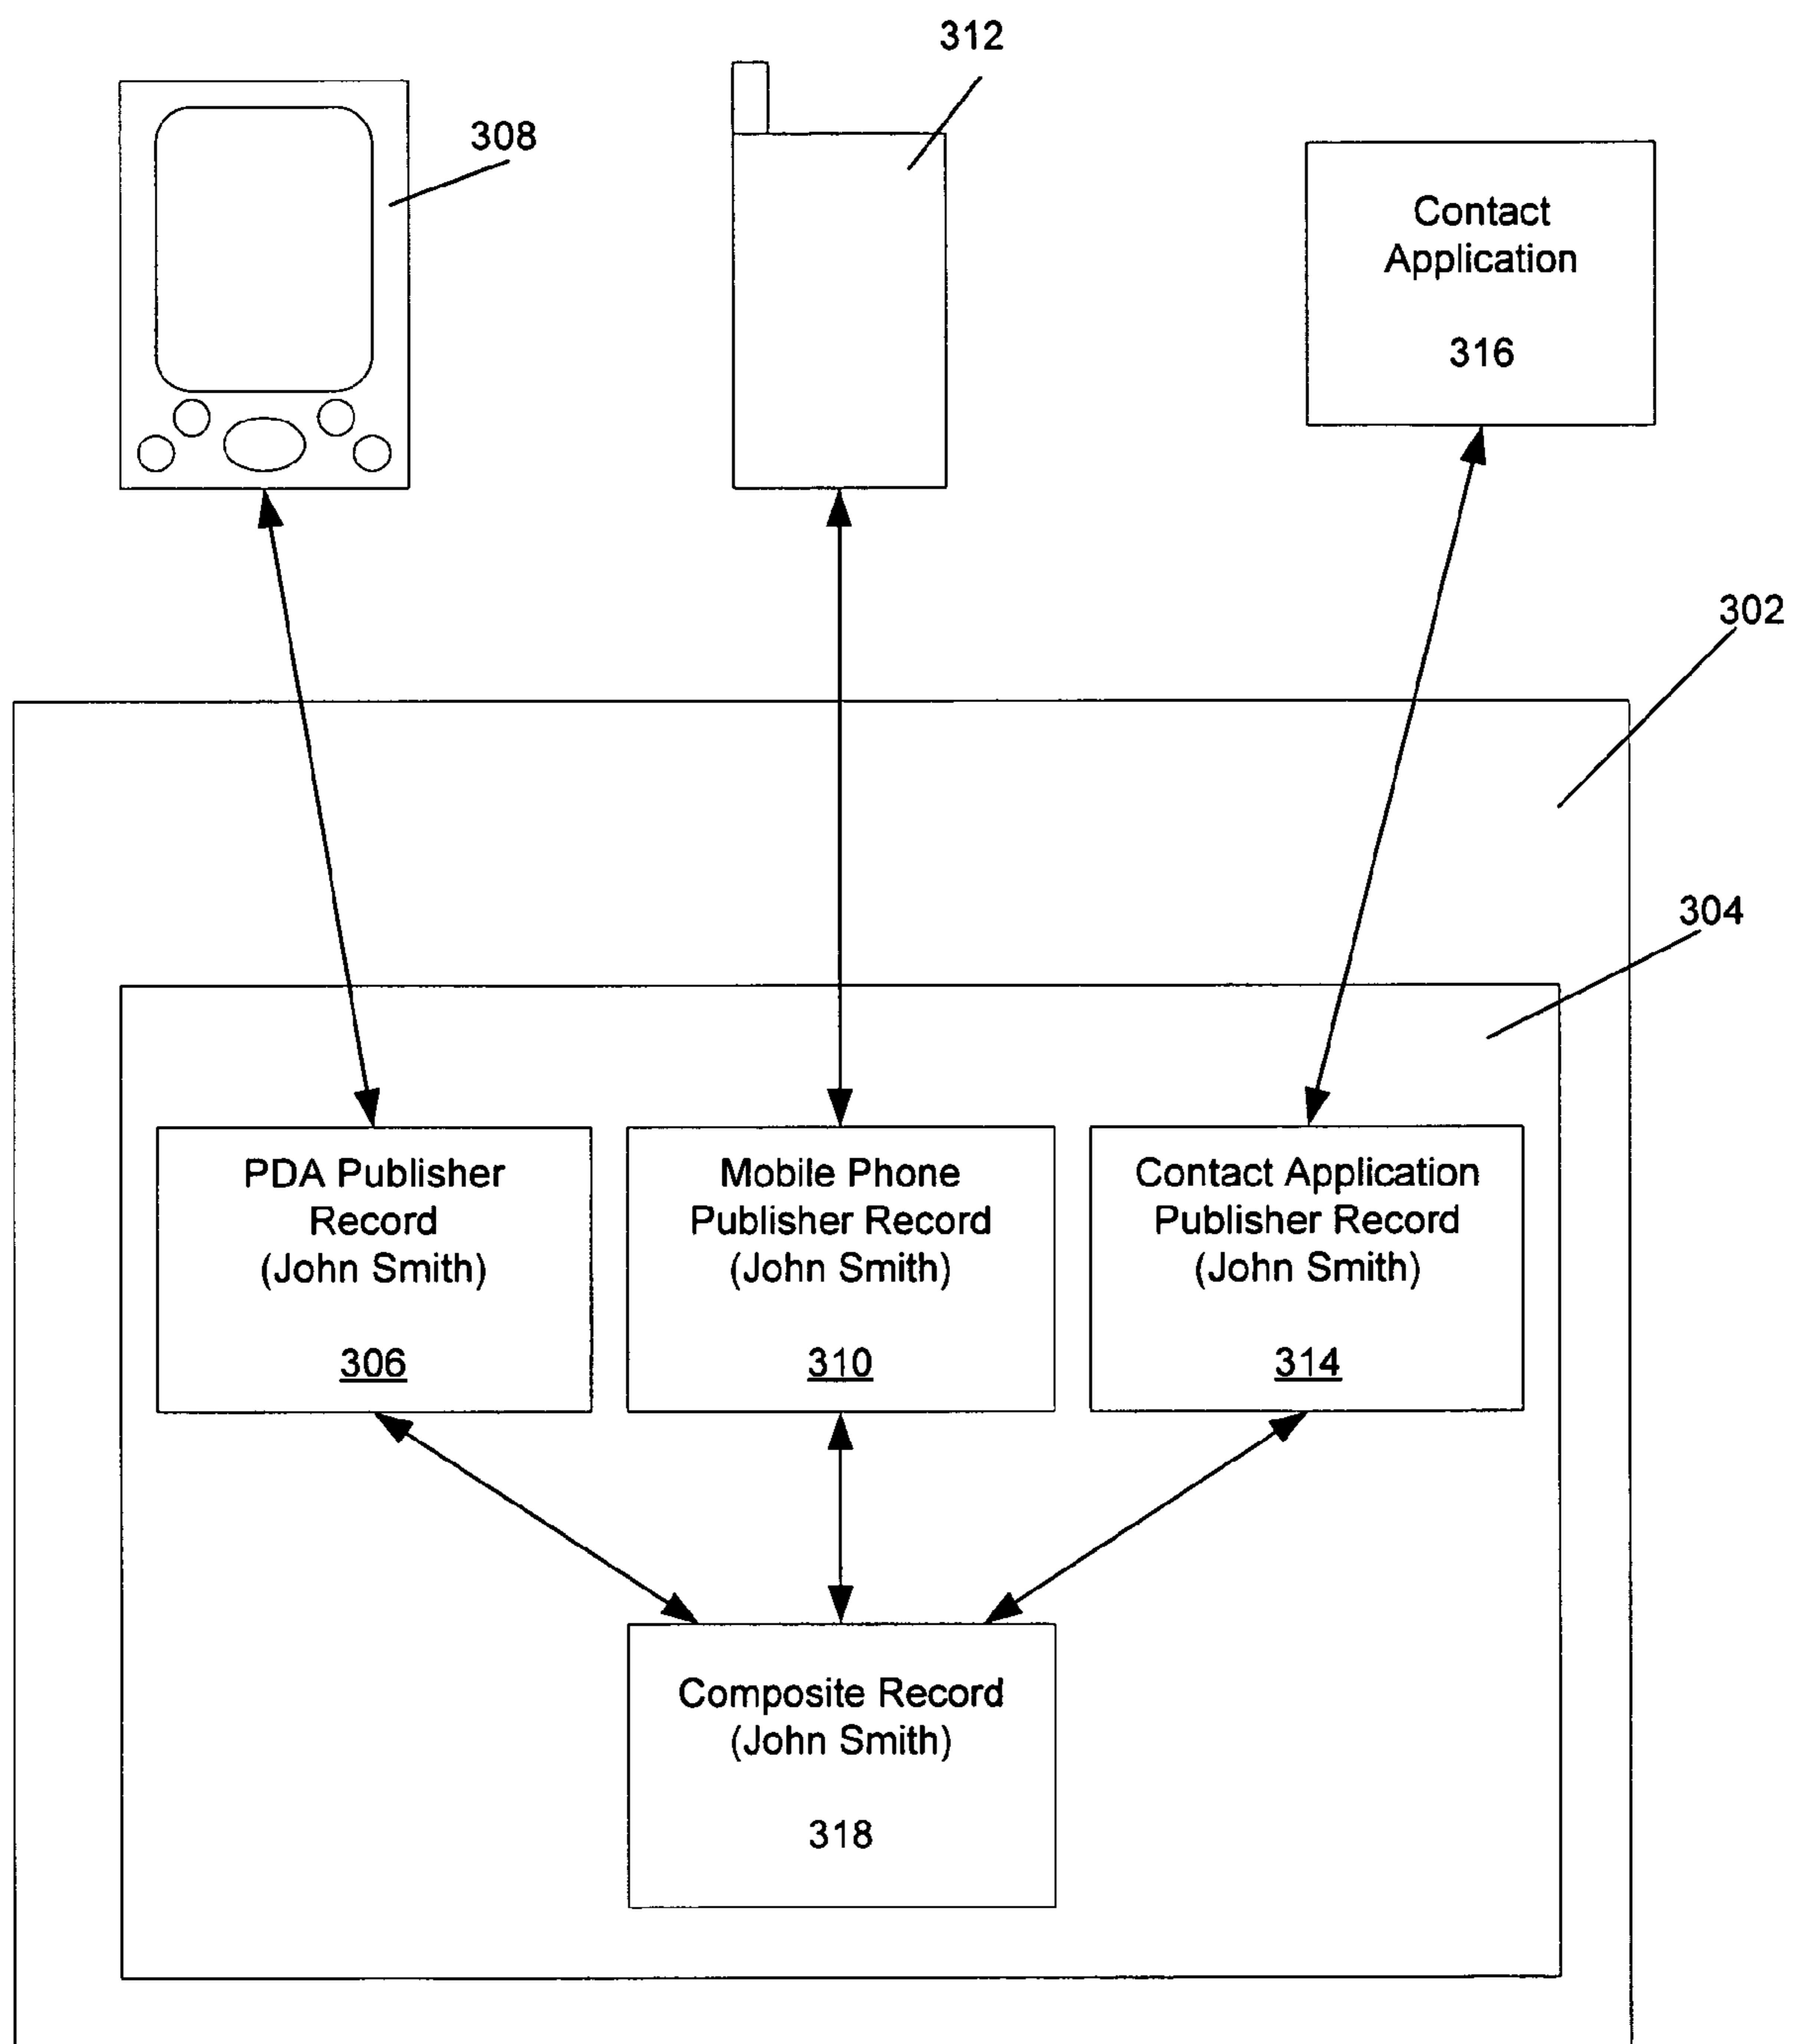 312
308
Contact
Application
316
302
304
PDA Publisher
Record
(John Smith)
306
Mobile Phone
Publisher Record
(John Smith)
310
Contact Application
Publisher Record
(John Smith)
314
Composite Record
(John Smith)
318